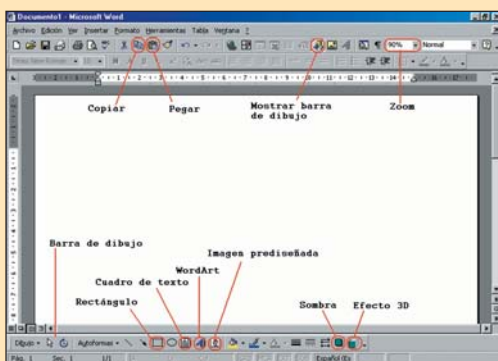 Documento1 - Microsoft Word
Archivo Edición Ver Insertar Formato Herramientas Tabla Ventana ?
90% Normal
Copiar Pegar Mostrar barra de dibujo Zoom
Barra de dibujo
Imagen prediseñada
WordArt
Cuadro de texto
Rectángulo Sombra Efecto 3D
Dibujo Autoformas
Pág. 1 Sec. 1 1/1 Español (Es